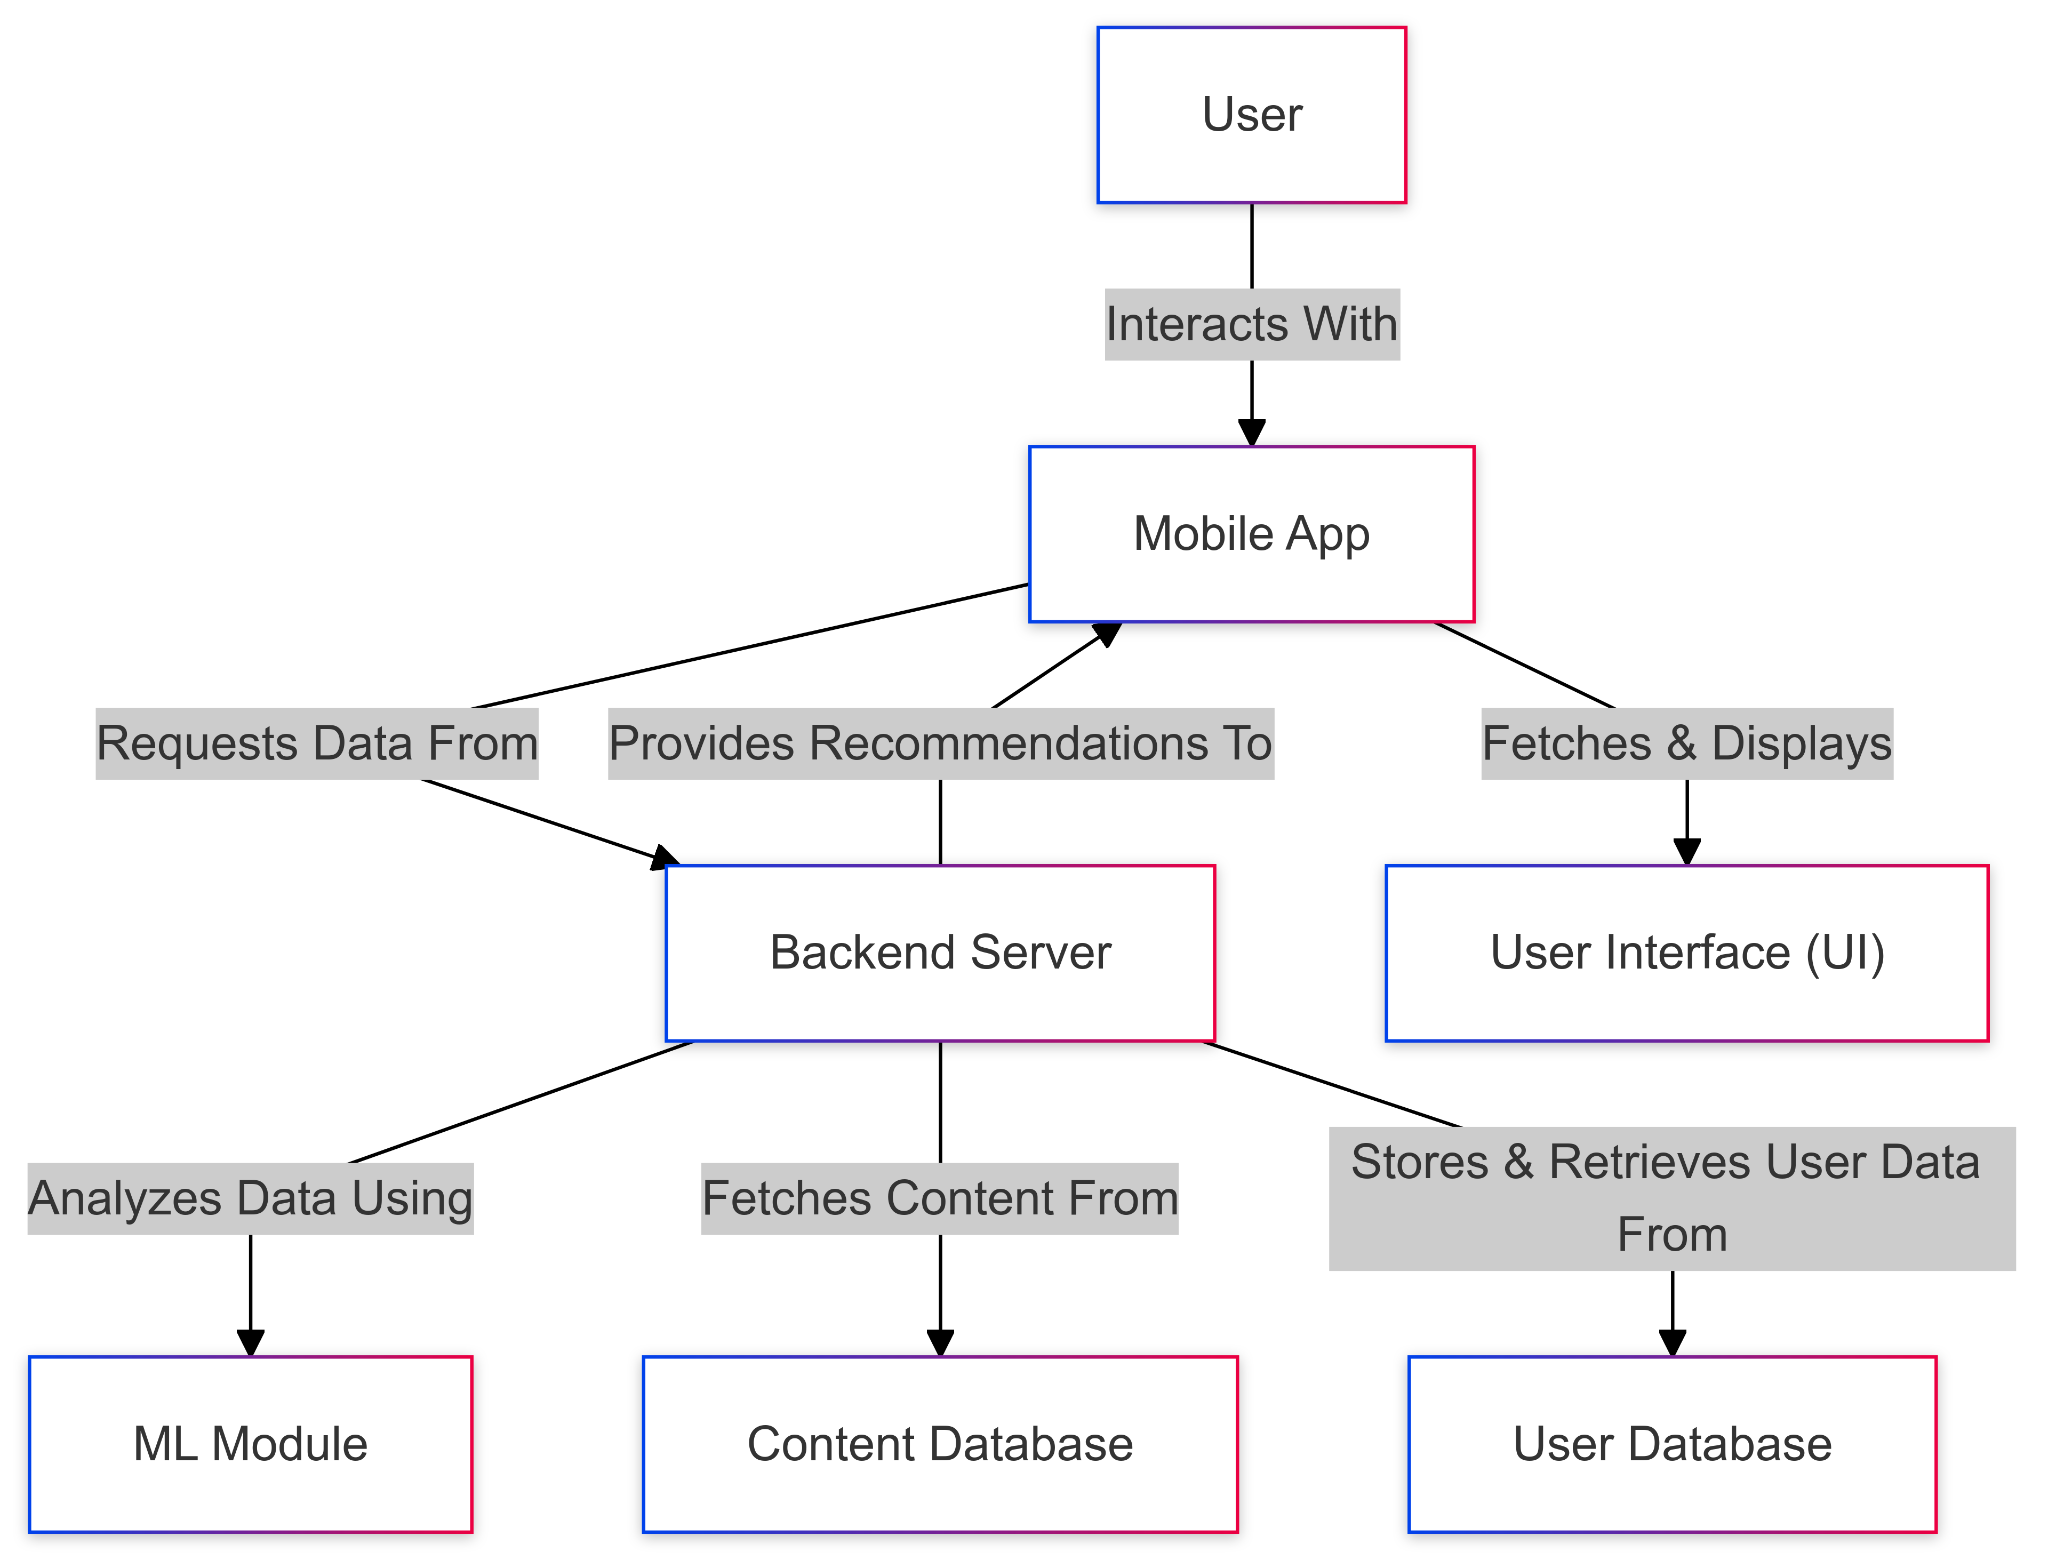 User
Interacts With
Mobile App
Requests Data From
Provides Recommendations To
Fetches & Displays
Backend Server
User Interface (UI)
Analyzes Data Using
Fetches Content From
Stores & Retrieves User Data
From
ML Module
Content Database
User Database